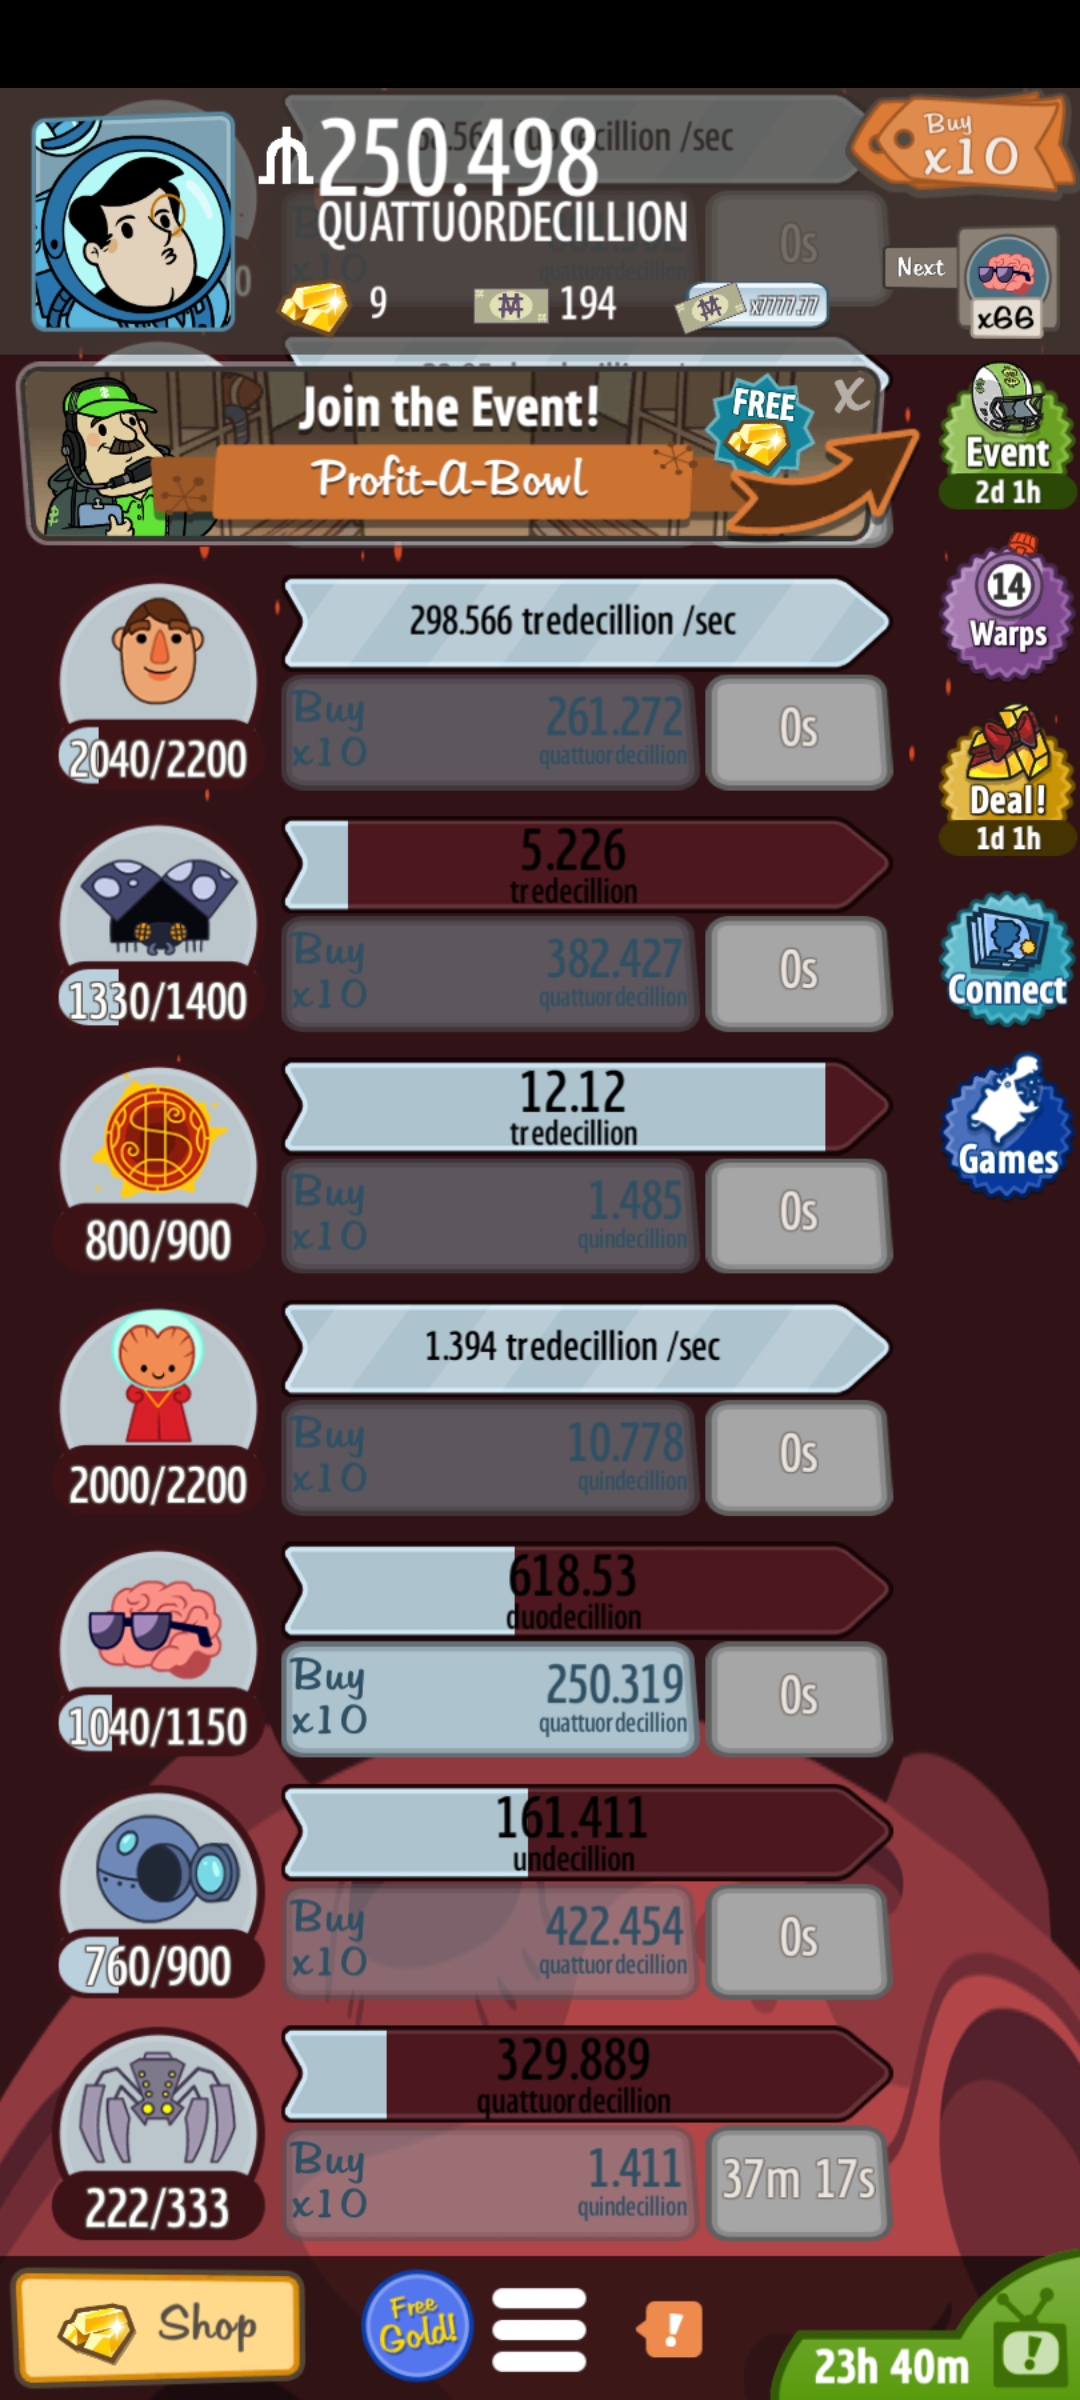 250.498
QUATTUORDECILLION
Buy
x10
0s
9
194
x7777.77
Next
x66
Join the Event!
FREE
X
Profit-A-Bowl
Event
2d 1h
298.566 tredecillion /sec
Buy
x10
261.272
quattuordecillion
0s
2040/2200
14
Warps
5.226
tredecillion
Buy
x10
382.427
quattuordecillion
0s
1330/1400
Deal!
1d 1h
12.12
tredecillion
Buy
x10
1.485
quindecillion
0s
800/900
Connect
Games
1.394 tredecillion /sec
Buy
x10
10.778
quindecillion
0s
2000/2200
618.53
duodecillion
Buy
x10
250.319
quattuordecillion
0s
1040/1150
161.411
undecillion
Buy
x10
422.454
quattuordecillion
0s
760/900
329.889
quattuordecillion
Buy
x10
1.411
quindecillion
37m 17s
222/333
Shop
Free
Gold!
!
23h 40m
!